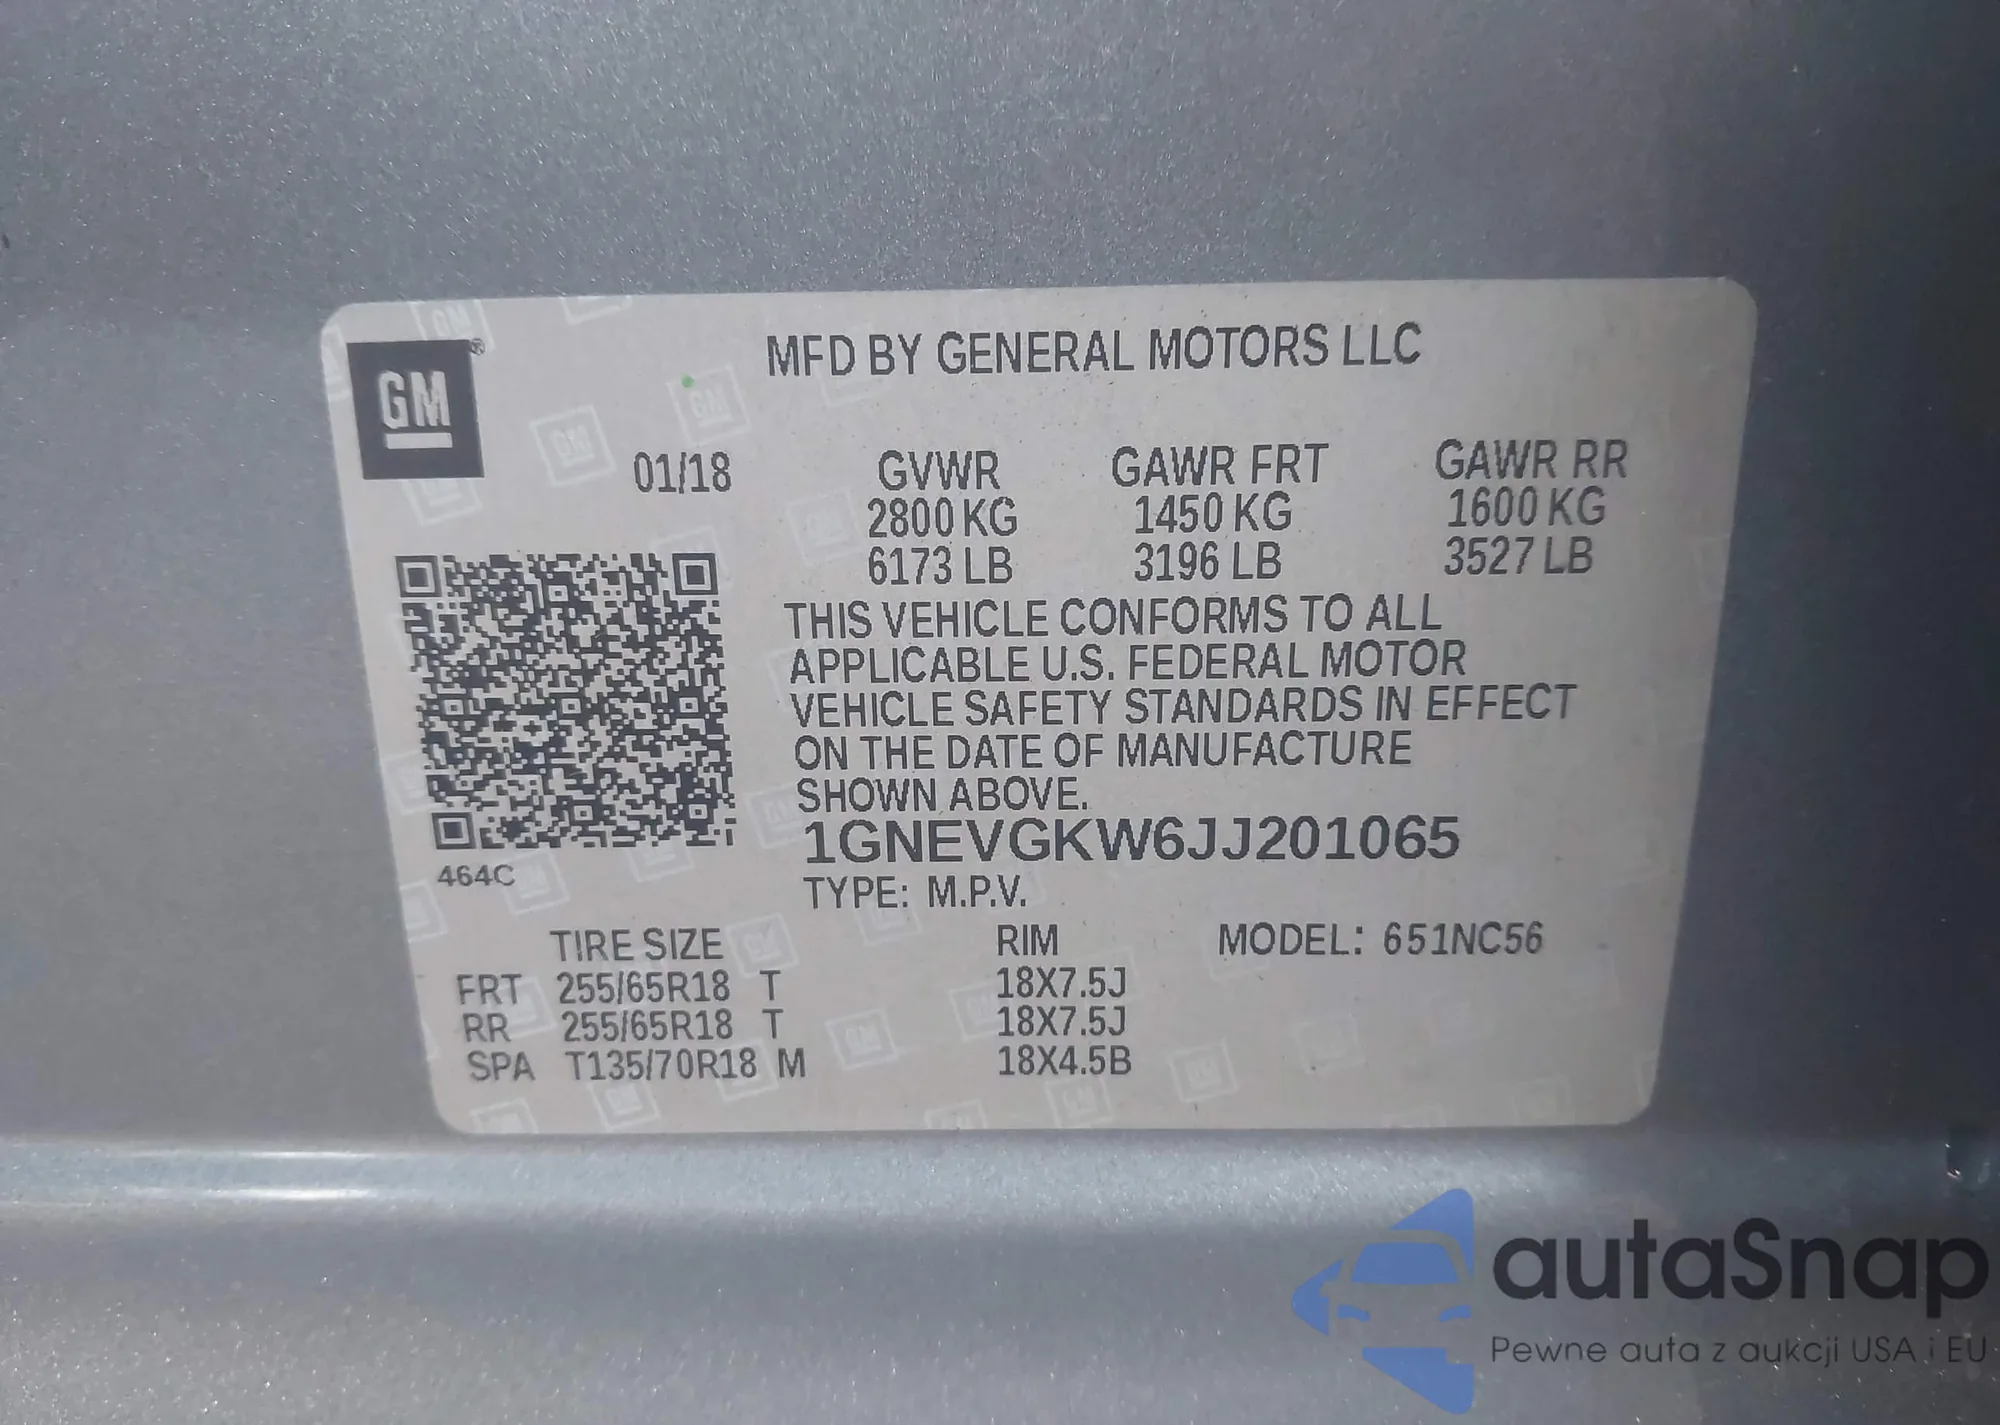 GM®
MFD BY GENERAL MOTORS LLC
01/18 GVWR GAWR FRT GAWR RR
2800 KG 1450 KG 1600 KG
6173 LB 3196 LB 3527 LB
THIS VEHICLE CONFORMS TO ALL
APPLICABLE U.S. FEDERAL MOTOR
VEHICLE SAFETY STANDARDS IN EFFECT
ON THE DATE OF MANUFACTURE
SHOWN ABOVE.
1GNEVGKW6JJ201065
464C
TYPE: M.P.V.
TIRE SIZE RIM MODEL: 651NC56
FRT 255/65R18 T 18X7.5J
RR 255/65R18 T 18X7.5J
SPA T135/70R18 M 18X4.5B
autaSnap
Pewne auta z aukcji USA i EU